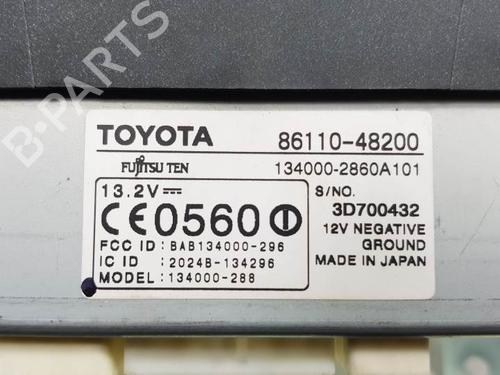 B-PARTS
TOYOTA 86110-48200
FUJITSU TEN 134000-2860A101
13.2V S/NO.
CE0560 3D700432
FCC ID : BAB134000-296 12V NEGATIVE
IC ID : 2024B-134296 GROUND
MODEL : 134000-288 MADE IN JAPAN